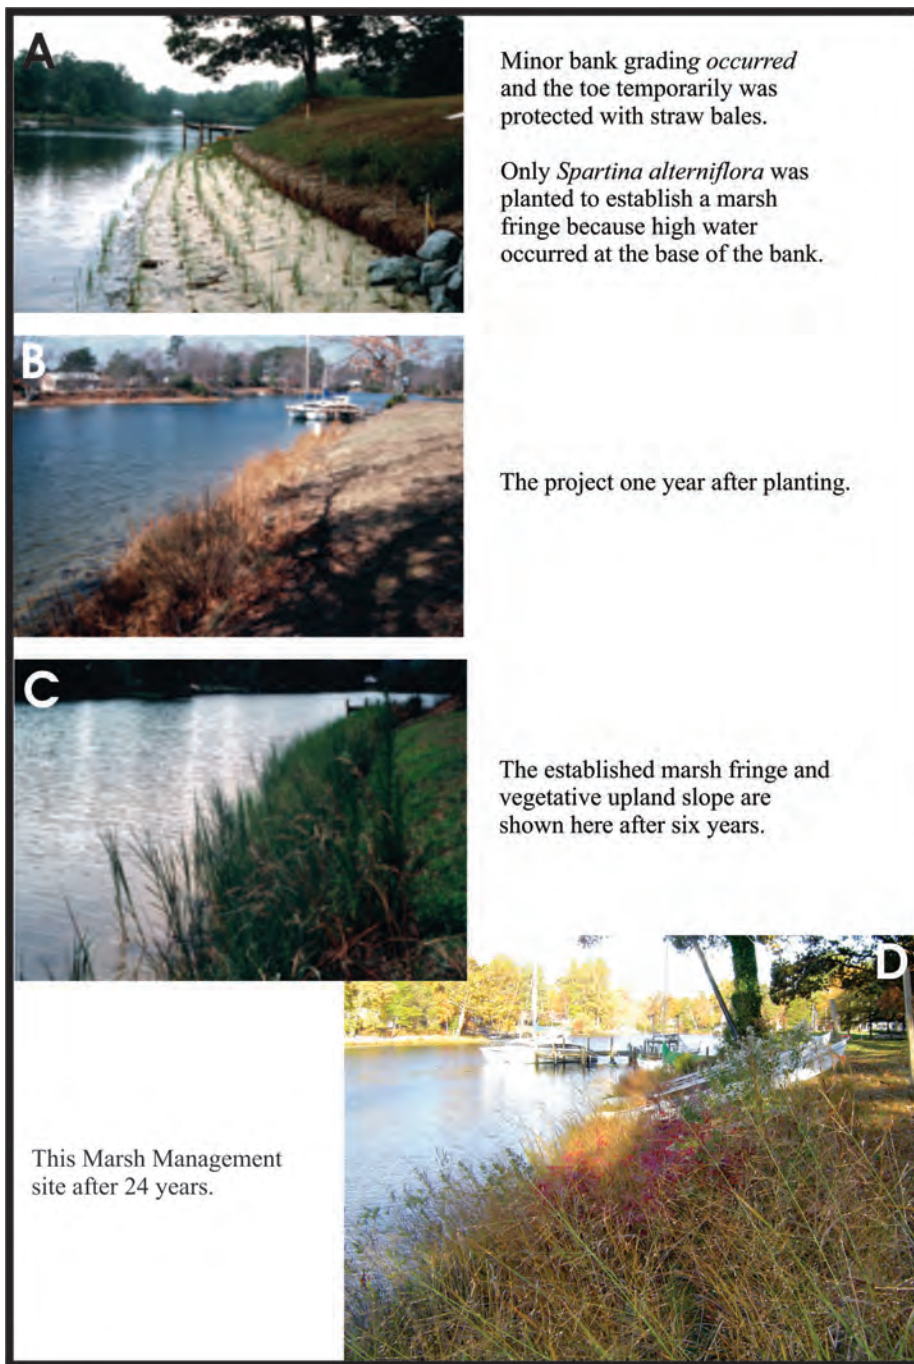 A
Minor bank grading occurred
and the toe temporarily was
protected with straw bales.
Only Spartina alterniflora was
planted to establish a marsh
fringe because high water
occurred at the base of the bank.
B
The project one year after planting.
C
The established marsh fringe and
vegetative upland slope are
shown here after six years.
D
This Marsh Management
site after 24 years.